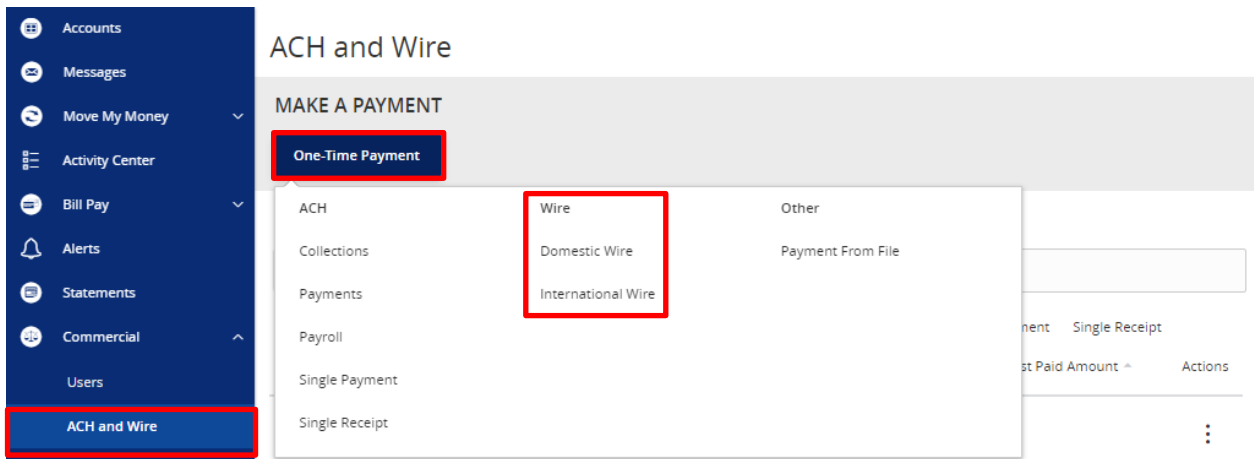 Accounts
Messages
Move My Money
Activity Center
Bill Pay
Alerts
Statements
Commercial
Users
ACH and Wire
ACH and Wire
MAKE A PAYMENT
One-Time Payment
ACH
Collections
Payments
Payroll
Single Payment
Single Receipt
Wire
Domestic Wire
International Wire
Other
Payment From File
Single Receipt
Paid Amount
Actions